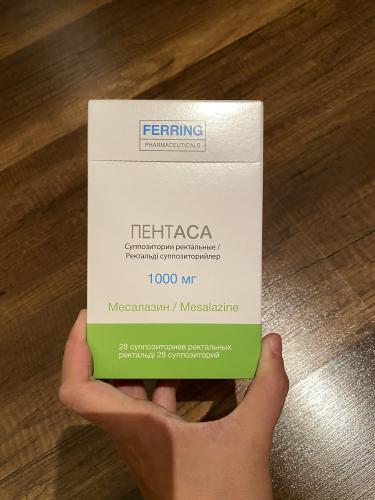 FERRING
PHARMACEUTICALS
ПЕНТАСА
Суппозитории ректальные /
Ректальді суппозиторийлер
1000 мг
Месалазин / Mesalazine
28 суппозиториев ректальных
ректальді 28 суппозиторий